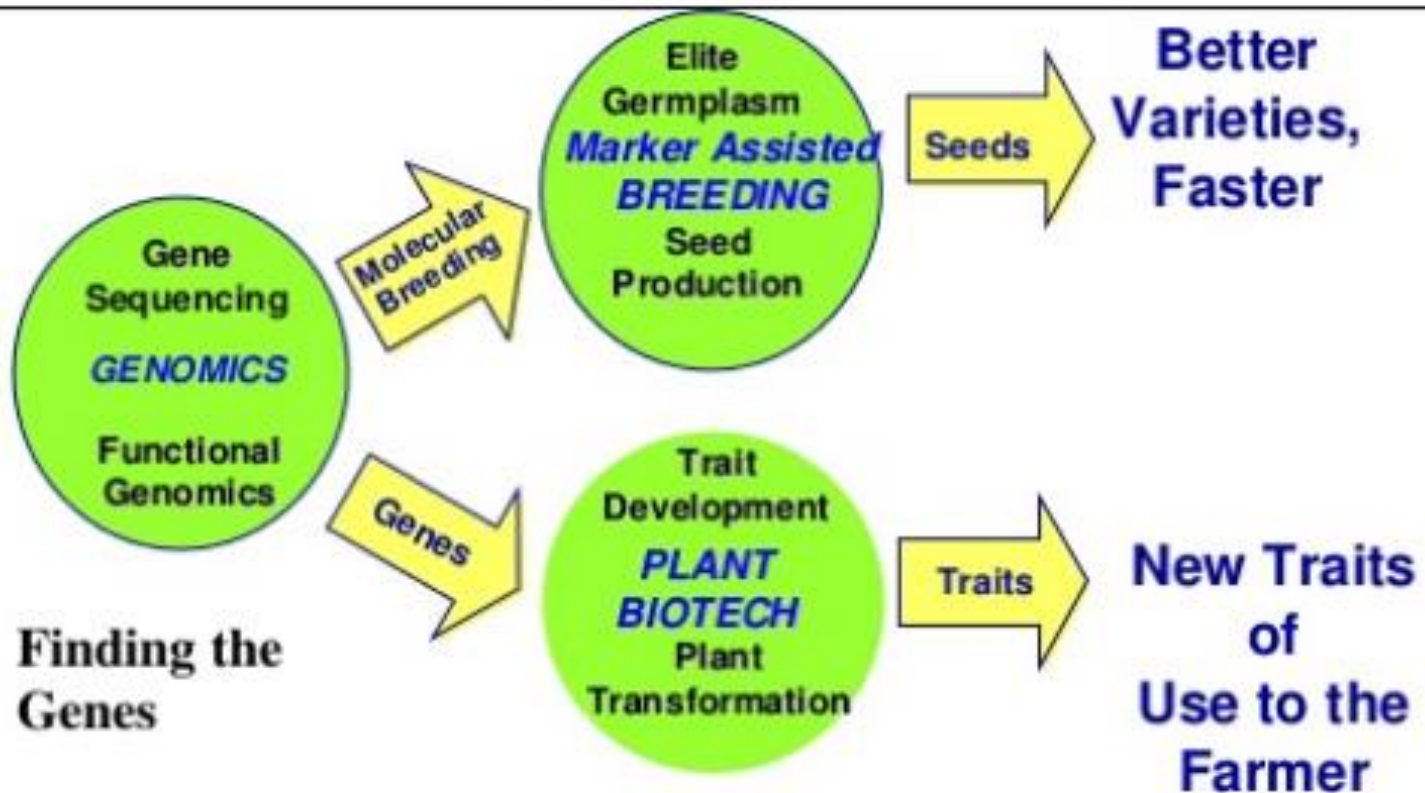 Gene
Sequencing
GENOMICS
Functional
Genomics
Finding the
Genes
Molecular
Breeding
Elite
Germplasm
Marker Assisted
BREEDING
Seed
Production
Seeds
Better
Varieties,
Faster
Genes
Trait
Development
PLANT
BIOTECH
Plant
Transformation
Traits
New Traits
of
Use to the
Farmer